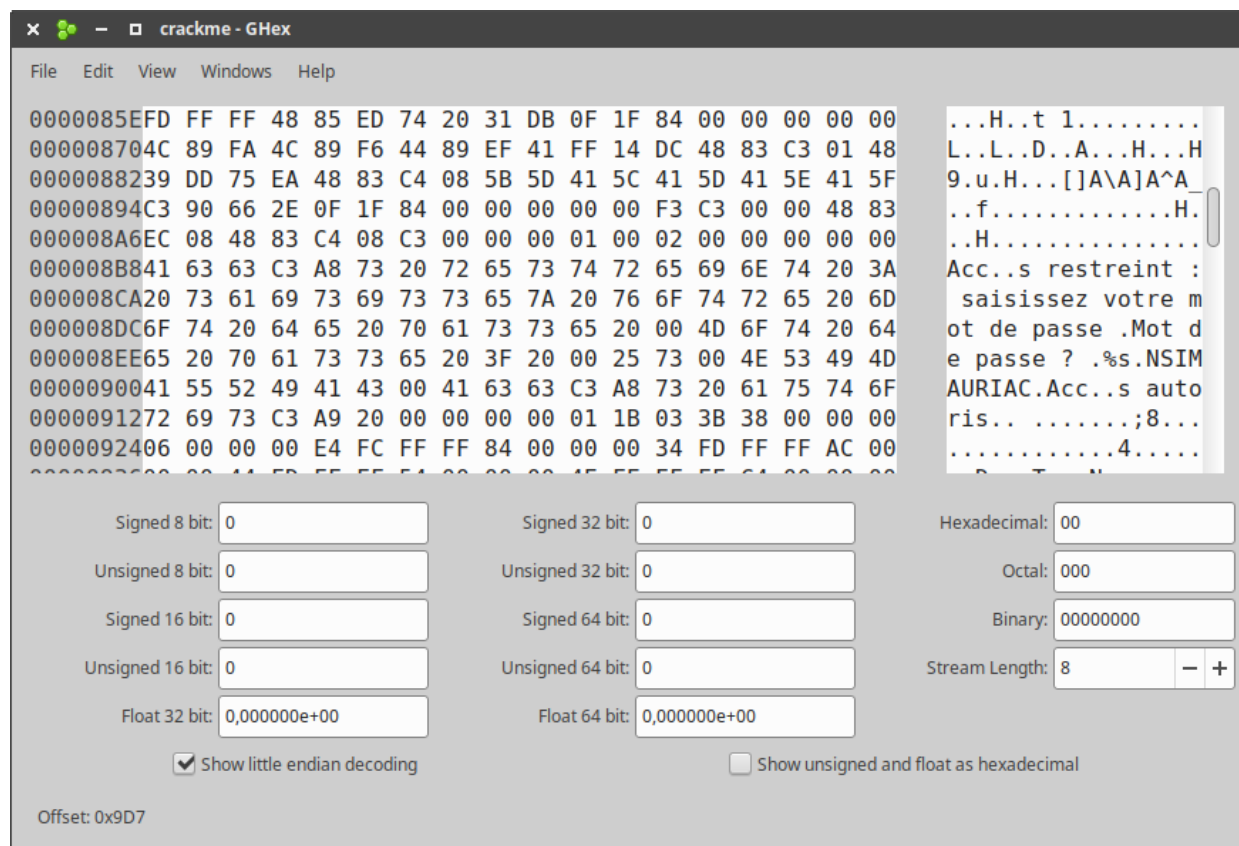 crackme - GHex
File Edit View Windows Help
0000085EFD FF FF 48 85 ED 74 20 31 DB 0F 1F 84 00 00 00 00 00 ...H..t 1.........
000008704C 89 FA 4C 89 F6 44 89 EF 41 FF 14 DC 48 83 C3 01 48 L..L..D..A...H...H
0000088239 DD 75 EA 48 83 C4 08 5B 5D 41 5C 41 5D 41 5E 41 5F 9.u.H...[]A\A]A^A_
00000894C3 90 66 2E 0F 1F 84 00 00 00 00 00 F3 C3 00 00 48 83 ..f.............H.
000008A6EC 08 48 83 C4 08 C3 00 00 00 01 00 02 00 00 00 00 00 ..H...............
000008B841 63 63 C3 A8 73 20 72 65 73 74 72 65 69 6E 74 20 3A Acc..s restreint :
000008CA20 73 61 69 73 69 73 73 65 7A 20 76 6F 74 72 65 20 6D  saisissez votre m
000008DC6F 74 20 64 65 20 70 61 73 73 65 20 00 4D 6F 74 20 64 ot de passe .Mot d
000008EE65 20 70 61 73 73 65 20 3F 20 00 25 73 00 4E 53 49 4D e passe ? .%s.NSIM
0000090041 55 52 49 41 43 00 41 63 63 C3 A8 73 20 61 75 74 6F AURIAC.Acc..s auto
0000091272 69 73 C3 A9 20 00 00 00 00 01 1B 03 3B 38 00 00 00 ris.. .......;8...
0000092406 00 00 00 E4 FC FF FF 84 00 00 00 34 FD FF FF AC 00 ............4.....
Signed 8 bit: 0 Signed 32 bit: 0 Hexadecimal: 00
Unsigned 8 bit: 0 Unsigned 32 bit: 0 Octal: 000
Signed 16 bit: 0 Signed 64 bit: 0 Binary: 00000000
Unsigned 16 bit: 0 Unsigned 64 bit: 0 Stream Length: 8
Float 32 bit: 0,000000e+00 Float 64 bit: 0,000000e+00
Show little endian decoding Show unsigned and float as hexadecimal
Offset: 0x9D7